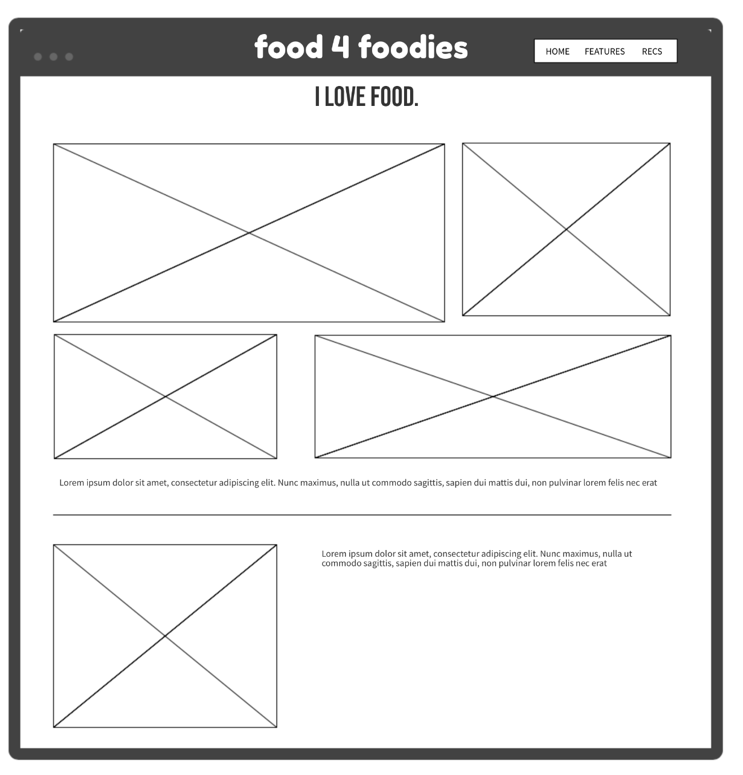 food 4 foodies
HOME FEATURES RECS
I LOVE FOOD.
Lorem ipsum dolor sit amet, consectetur adipiscing elit. Nunc maximus, nulla ut commodo sagittis, sapien dui mattis dui, non pulvinar lorem felis nec erat
Lorem ipsum dolor sit amet, consectetur adipiscing elit. Nunc maximus, nulla ut
commodo sagittis, sapien dui mattis dui, non pulvinar lorem felis nec erat